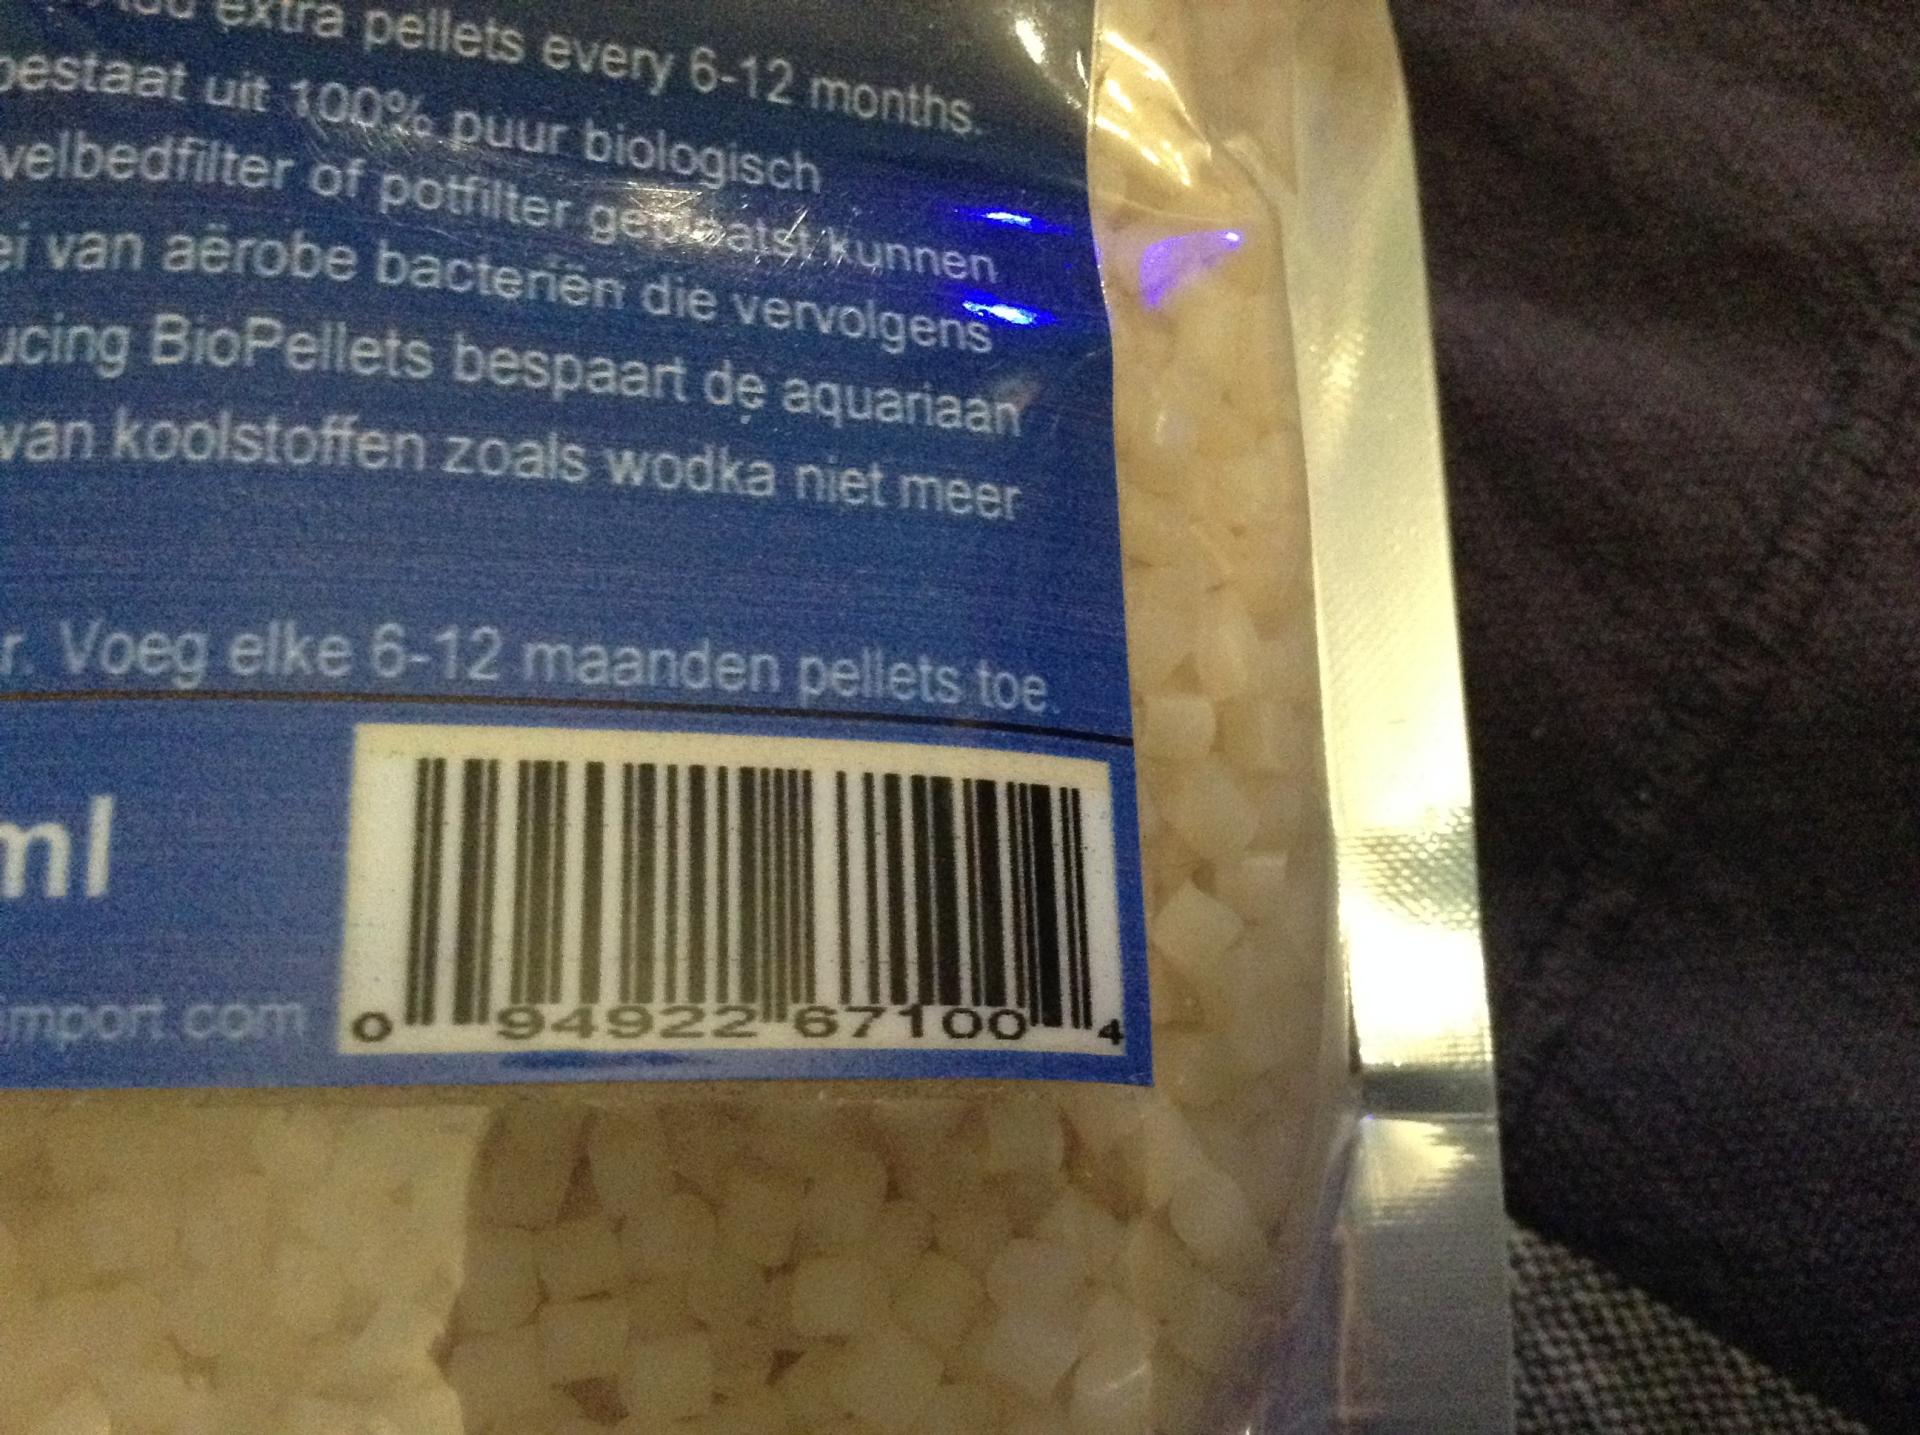 extra pellets every 6-12 months.
bestaat uit 100% puur biologisch
velbedfilter of potfilter geplaatst kunnen
ei van aërobe bacteriën die vervolgens
ucing BioPellets bespaart de aquariaan
van koolstoffen zoals wodka niet meer
r. Voeg elke 6-12 maanden pellets toe.
ml
import.com
0 94922 67100 4